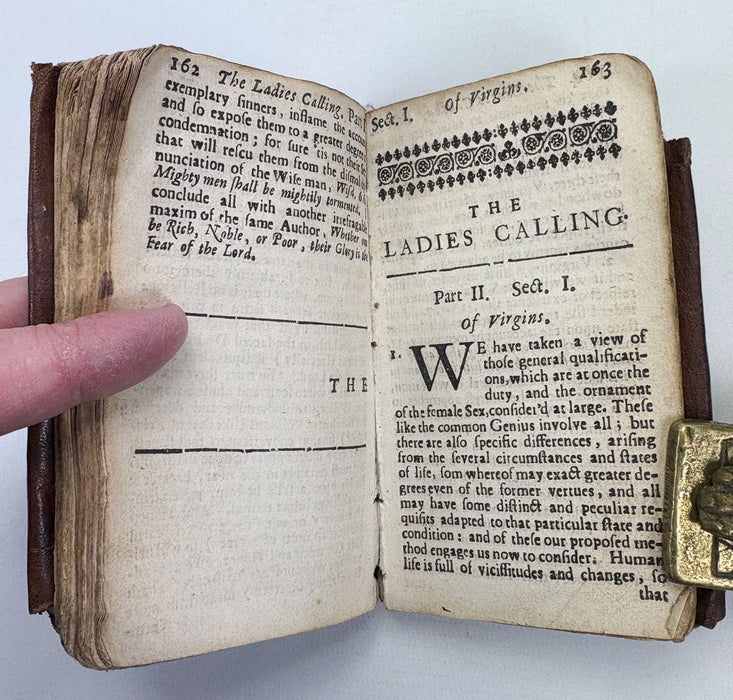 162 The Ladies Calling. Part
exemplary sinners, inflame the
and so expose them to a greater degree
condemnation; for sure 'tis not their
that will rescu them from the dismal
nunciation of the Wise man, Wisd. 6.
Mighty men shall be mightily tormented,
conclude all with another irrefragable
maxim of the same Author, Whether
be Rich, Noble, or Poor, their Glory is the
Fear of the Lord.
THE
Sect. I. Of Virgins. 163
THE
LADIES CALLING.
Part II. Sect. I.
Of Virgins.
1. WE have taken a view of
those general qualificati-
ons, which are at once the
duty, and the ornament
of the female Sex, consider'd at large. These
like the common Genius involve all; but
there are also specific differences, arising
from the several circumstances and states
of life, som whereof may exact greater de-
grees even of the former vertues, and all
may have some distinct and peculiar re-
quisits adapted to that particular state and
condition: and of these our proposed me-
thod engages us now to consider. Human
life is full of vicissitudes and changes, so
that